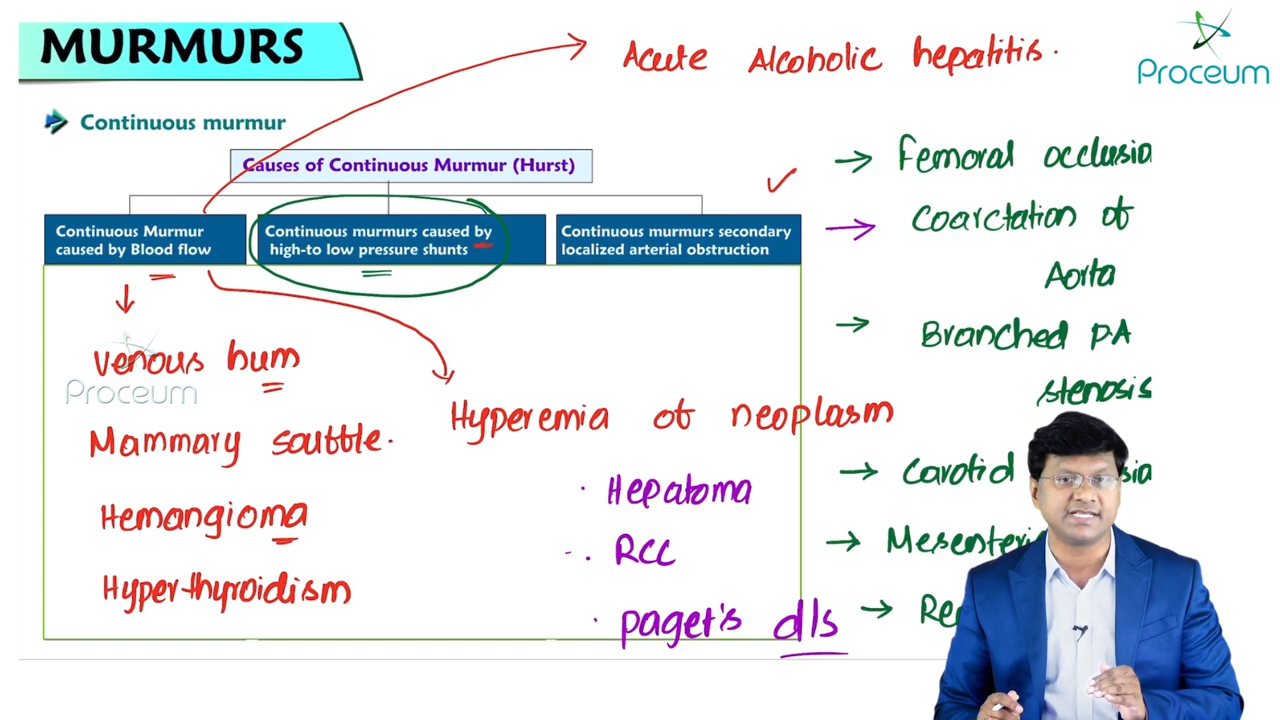 MURMURS
Proceum
Acute Alcoholic hepatitis.
Continuous murmur
Causes of Continuous Murmur (Hurst)
Continuous Murmur
caused by Blood flow
Continuous murmurs caused by
high-to low pressure shunts
Continuous murmurs secondary
localized arterial obstruction
Venous hum
Proceum
Mammary souttle.
Hemangioma
Hyperthyroidism
Hyperemia of neoplasm
Hepatoma
RCC
paget's d/s
Femoral occlusio
Coarctation of
Aorta
Branched PA
stenosis
Carotid